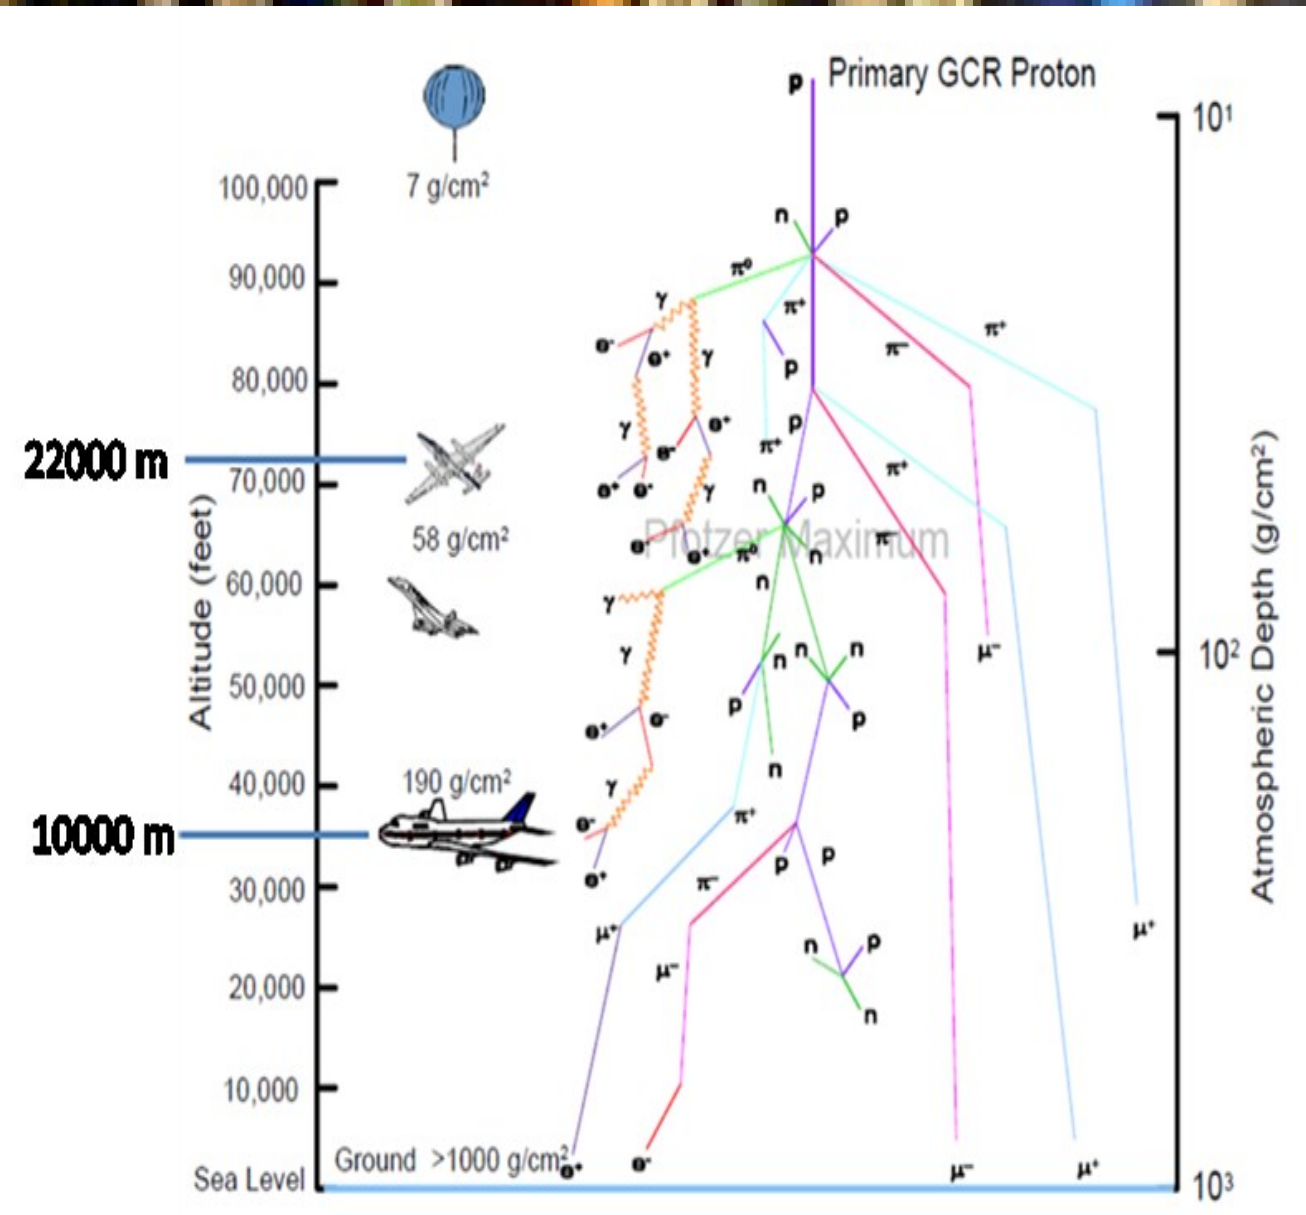 Primary GCR Proton
p
10¹
7 g/cm²
100,000
n
p
90,000
π⁰
γ
π⁺
π⁺
e⁻
e⁺
γ
π⁻
p
80,000
γ
e⁺
p
22000 m
e⁻
π⁺
π⁺
70,000
e⁺
e⁻
γ
n
p
58 g/cm²
Pfotzer Maximum
π⁻
e⁻
e⁺
π⁰
n
60,000
n
γ
Altitude (feet)
γ
n
n
n
μ⁻
10²
50,000
p
e⁺
e⁻
p
Atmospheric Depth (g/cm²)
n
190 g/cm²
40,000
γ
10000 m
e⁻
π⁺
p
p
30,000
e⁺
π⁻
μ⁺
n
p
μ⁺
μ⁻
20,000
n
10,000
Ground >1000 g/cm²
e⁺
e⁻
μ⁻
μ⁺
Sea Level
10³